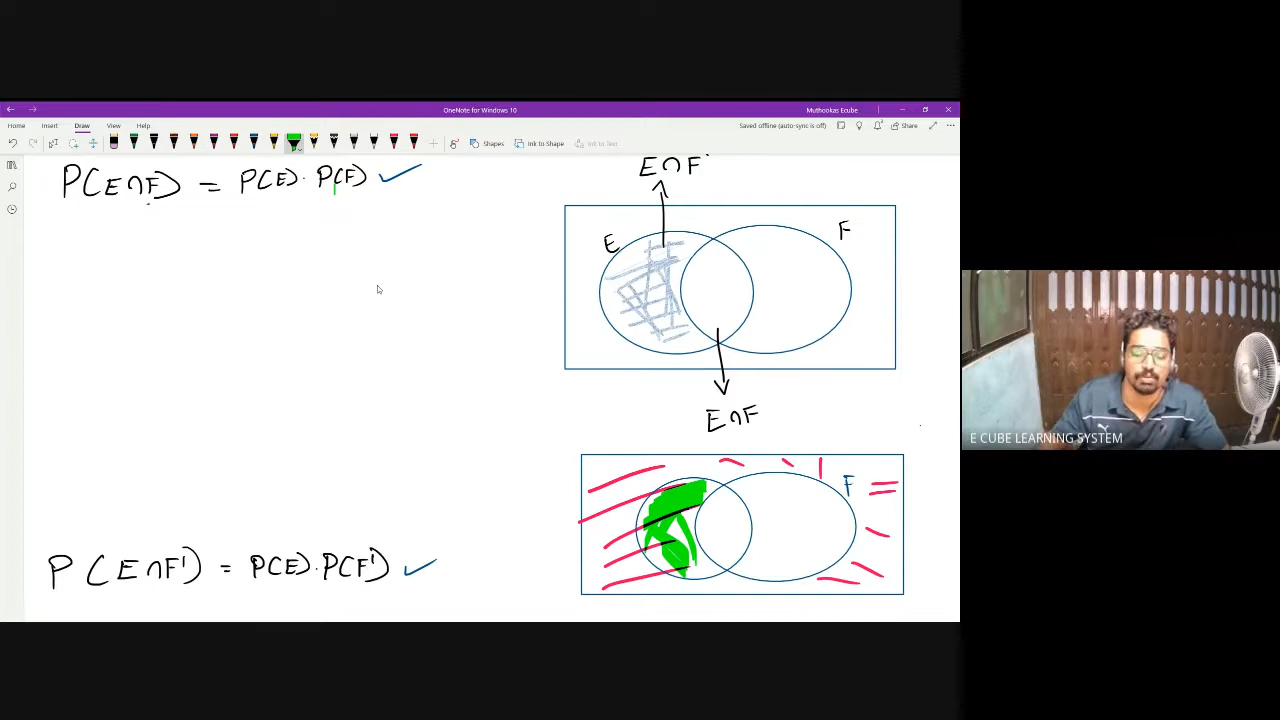 OneNote for Windows 10
Muthookas Ecube
Home Insert Draw View Help
Saved offline (auto-sync is off) Share
Shapes Ink to Shape Ink to Text
P(E∩F) = P(E)·P(F) ✓
E∩F'
E
F
E∩F
F
P(E∩F') = P(E)·P(F') ✓
E CUBE LEARNING SYSTEM